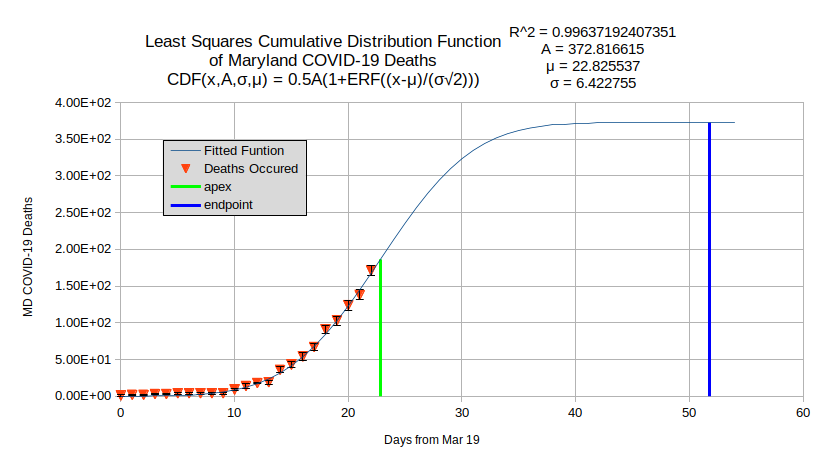 Least Squares Cumulative Distribution Function
of Maryland COVID-19 Deaths
CDF(x,A,σ,μ) = 0.5A(1+ERF((x-μ)/(σ√2)))
R^2 = 0.99637192407351
A = 372.816615
μ = 22.825537
σ = 6.422755
4.00E+02
3.50E+02
3.00E+02
2.50E+02
2.00E+02
1.50E+02
1.00E+02
5.00E+01
0.00E+00
MD COVID-19 Deaths
Fitted Funtion
Deaths Occured
apex
endpoint
0 10 20 30 40 50 60
Days from Mar 19